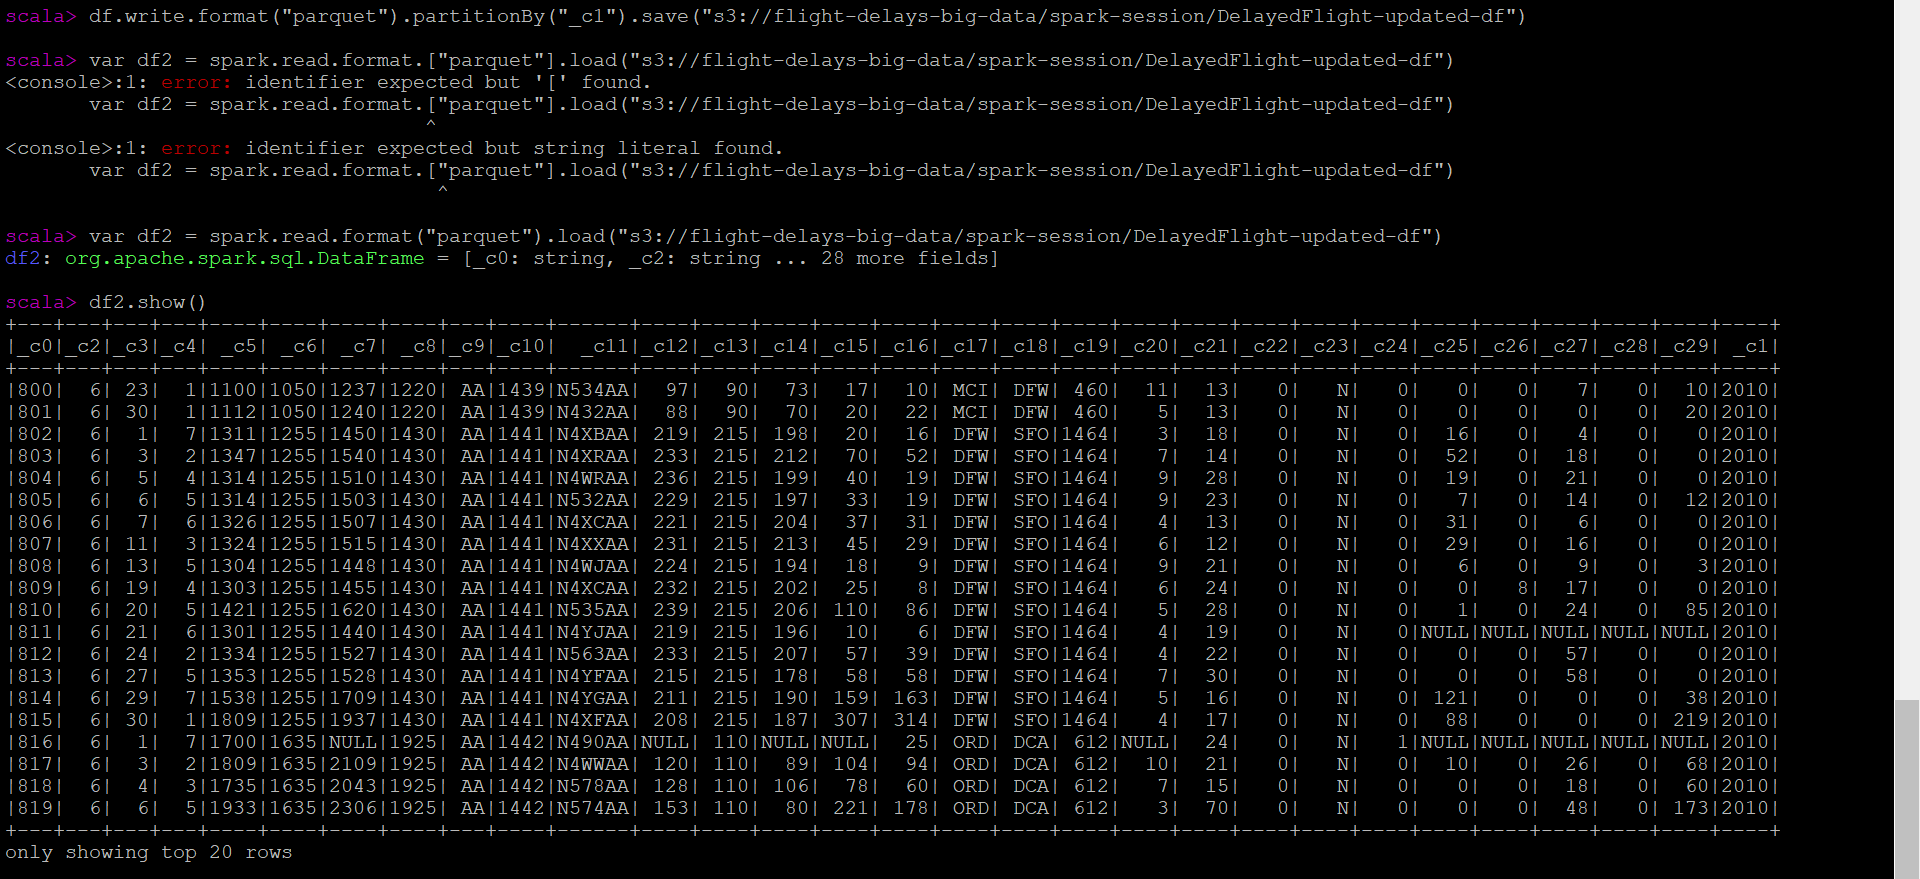 scala> df.write.format("parquet").partitionBy("_c1").save("s3://flight-delays-big-data/spark-session/DelayedFlight-updated-df")

scala> var df2 = spark.read.format.["parquet"].load("s3://flight-delays-big-data/spark-session/DelayedFlight-updated-df")
<console>:1: error: identifier expected but '[' found.
       var df2 = spark.read.format.["parquet"].load("s3://flight-delays-big-data/spark-session/DelayedFlight-updated-df")
                                   ^
<console>:1: error: identifier expected but string literal found.
       var df2 = spark.read.format.["parquet"].load("s3://flight-delays-big-data/spark-session/DelayedFlight-updated-df")
                                    ^

scala> var df2 = spark.read.format("parquet").load("s3://flight-delays-big-data/spark-session/DelayedFlight-updated-df")
df2: org.apache.spark.sql.DataFrame = [_c0: string, _c2: string ... 28 more fields]

scala> df2.show()
+---+---+---+---+----+----+----+----+---+----+------+----+----+----+----+----+----+----+----+----+----+----+----+----+----+----+----+----+----+----+
|_c0|_c2|_c3|_c4| _c5| _c6| _c7| _c8|_c9|_c10|  _c11|_c12|_c13|_c14|_c15|_c16|_c17|_c18|_c19|_c20|_c21|_c22|_c23|_c24|_c25|_c26|_c27|_c28|_c29| _c1|
+---+---+---+---+----+----+----+----+---+----+------+----+----+----+----+----+----+----+----+----+----+----+----+----+----+----+----+----+----+----+
|800|  6| 23|  1|1100|1050|1237|1220| AA|1439|N534AA|  97|  90|  73|  17|  10| MCI| DFW| 460|  11|  13|   0|   N|   0|   0|   0|   7|   0|  10|2010|
|801|  6| 30|  1|1112|1050|1240|1220| AA|1439|N432AA|  88|  90|  70|  20|  22| MCI| DFW| 460|   5|  13|   0|   N|   0|   0|   0|   0|   0|  20|2010|
|802|  6|  1|  7|1311|1255|1450|1430| AA|1441|N4XBAA| 219| 215| 198|  20|  16| DFW| SFO|1464|   3|  18|   0|   N|   0|  16|   0|   4|   0|   0|2010|
|803|  6|  3|  2|1347|1255|1540|1430| AA|1441|N4XRAA| 233| 215| 212|  70|  52| DFW| SFO|1464|   7|  14|   0|   N|   0|  52|   0|  18|   0|   0|2010|
|804|  6|  5|  4|1314|1255|1510|1430| AA|1441|N4WRAA| 236| 215| 199|  40|  19| DFW| SFO|1464|   9|  28|   0|   N|   0|  19|   0|  21|   0|   0|2010|
|805|  6|  6|  5|1314|1255|1503|1430| AA|1441|N532AA| 229| 215| 197|  33|  19| DFW| SFO|1464|   9|  23|   0|   N|   0|   7|   0|  14|   0|  12|2010|
|806|  6|  7|  6|1326|1255|1507|1430| AA|1441|N4XCAA| 221| 215| 204|  37|  31| DFW| SFO|1464|   4|  13|   0|   N|   0|  31|   0|   6|   0|   0|2010|
|807|  6| 11|  3|1324|1255|1515|1430| AA|1441|N4XXAA| 231| 215| 213|  45|  29| DFW| SFO|1464|   6|  12|   0|   N|   0|  29|   0|  16|   0|   0|2010|
|808|  6| 13|  5|1304|1255|1448|1430| AA|1441|N4WJAA| 224| 215| 194|  18|   9| DFW| SFO|1464|   9|  21|   0|   N|   0|   6|   0|   9|   0|   3|2010|
|809|  6| 19|  4|1303|1255|1455|1430| AA|1441|N4XCAA| 232| 215| 202|  25|   8| DFW| SFO|1464|   6|  24|   0|   N|   0|   0|   8|  17|   0|   0|2010|
|810|  6| 20|  5|1421|1255|1620|1430| AA|1441|N535AA| 239| 215| 206| 110|  86| DFW| SFO|1464|   5|  28|   0|   N|   0|   1|   0|  24|   0|  85|2010|
|811|  6| 21|  6|1301|1255|1440|1430| AA|1441|N4YJAA| 219| 215| 196|  10|   6| DFW| SFO|1464|   4|  19|   0|   N|   0|NULL|NULL|NULL|NULL|NULL|2010|
|812|  6| 24|  2|1334|1255|1527|1430| AA|1441|N563AA| 233| 215| 207|  57|  39| DFW| SFO|1464|   4|  22|   0|   N|   0|   0|   0|  57|   0|   0|2010|
|813|  6| 27|  5|1353|1255|1528|1430| AA|1441|N4YFAA| 215| 215| 178|  58|  58| DFW| SFO|1464|   7|  30|   0|   N|   0|   0|   0|  58|   0|   0|2010|
|814|  6| 29|  7|1538|1255|1709|1430| AA|1441|N4YGAA| 211| 215| 190| 159| 163| DFW| SFO|1464|   5|  16|   0|   N|   0| 121|   0|   0|   0|  38|2010|
|815|  6| 30|  1|1809|1255|1937|1430| AA|1441|N4XFAA| 208| 215| 187| 307| 314| DFW| SFO|1464|   4|  17|   0|   N|   0|  88|   0|   0|   0| 219|2010|
|816|  6|  1|  7|1700|1635|NULL|1925| AA|1442|N490AA|NULL| 110|NULL|NULL|  25| ORD| DCA| 612|NULL|  24|   0|   N|   1|NULL|NULL|NULL|NULL|NULL|2010|
|817|  6|  3|  2|1809|1635|2109|1925| AA|1442|N4WWAA| 120| 110|  89| 104|  94| ORD| DCA| 612|  10|  21|   0|   N|   0|  10|   0|  26|   0|  68|2010|
|818|  6|  4|  3|1735|1635|2043|1925| AA|1442|N578AA| 128| 110| 106|  78|  60| ORD| DCA| 612|   7|  15|   0|   N|   0|   0|   0|  18|   0|  60|2010|
|819|  6|  6|  5|1933|1635|2306|1925| AA|1442|N574AA| 153| 110|  80| 221| 178| ORD| DCA| 612|   3|  70|   0|   N|   0|   0|   0|  48|   0| 173|2010|
+---+---+---+---+----+----+----+----+---+----+------+----+----+----+----+----+----+----+----+----+----+----+----+----+----+----+----+----+----+----+
only showing top 20 rows